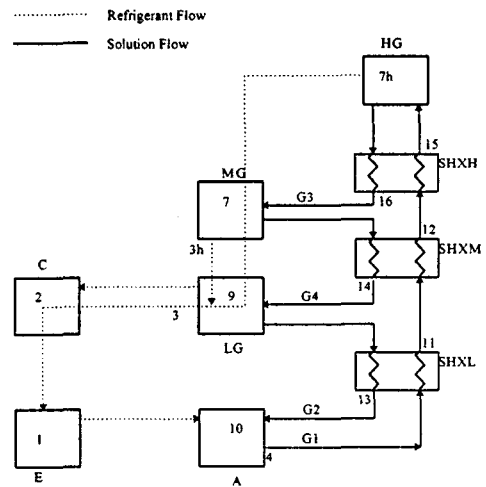 Refrigerant Flow
Solution Flow
HG
7h
15
SHXH
MG
G3
16
7
12
3h
SHXM
C
14
2
9
G4
3
LG
11
SHXL
G2
13
1
10
G1
4
E
A